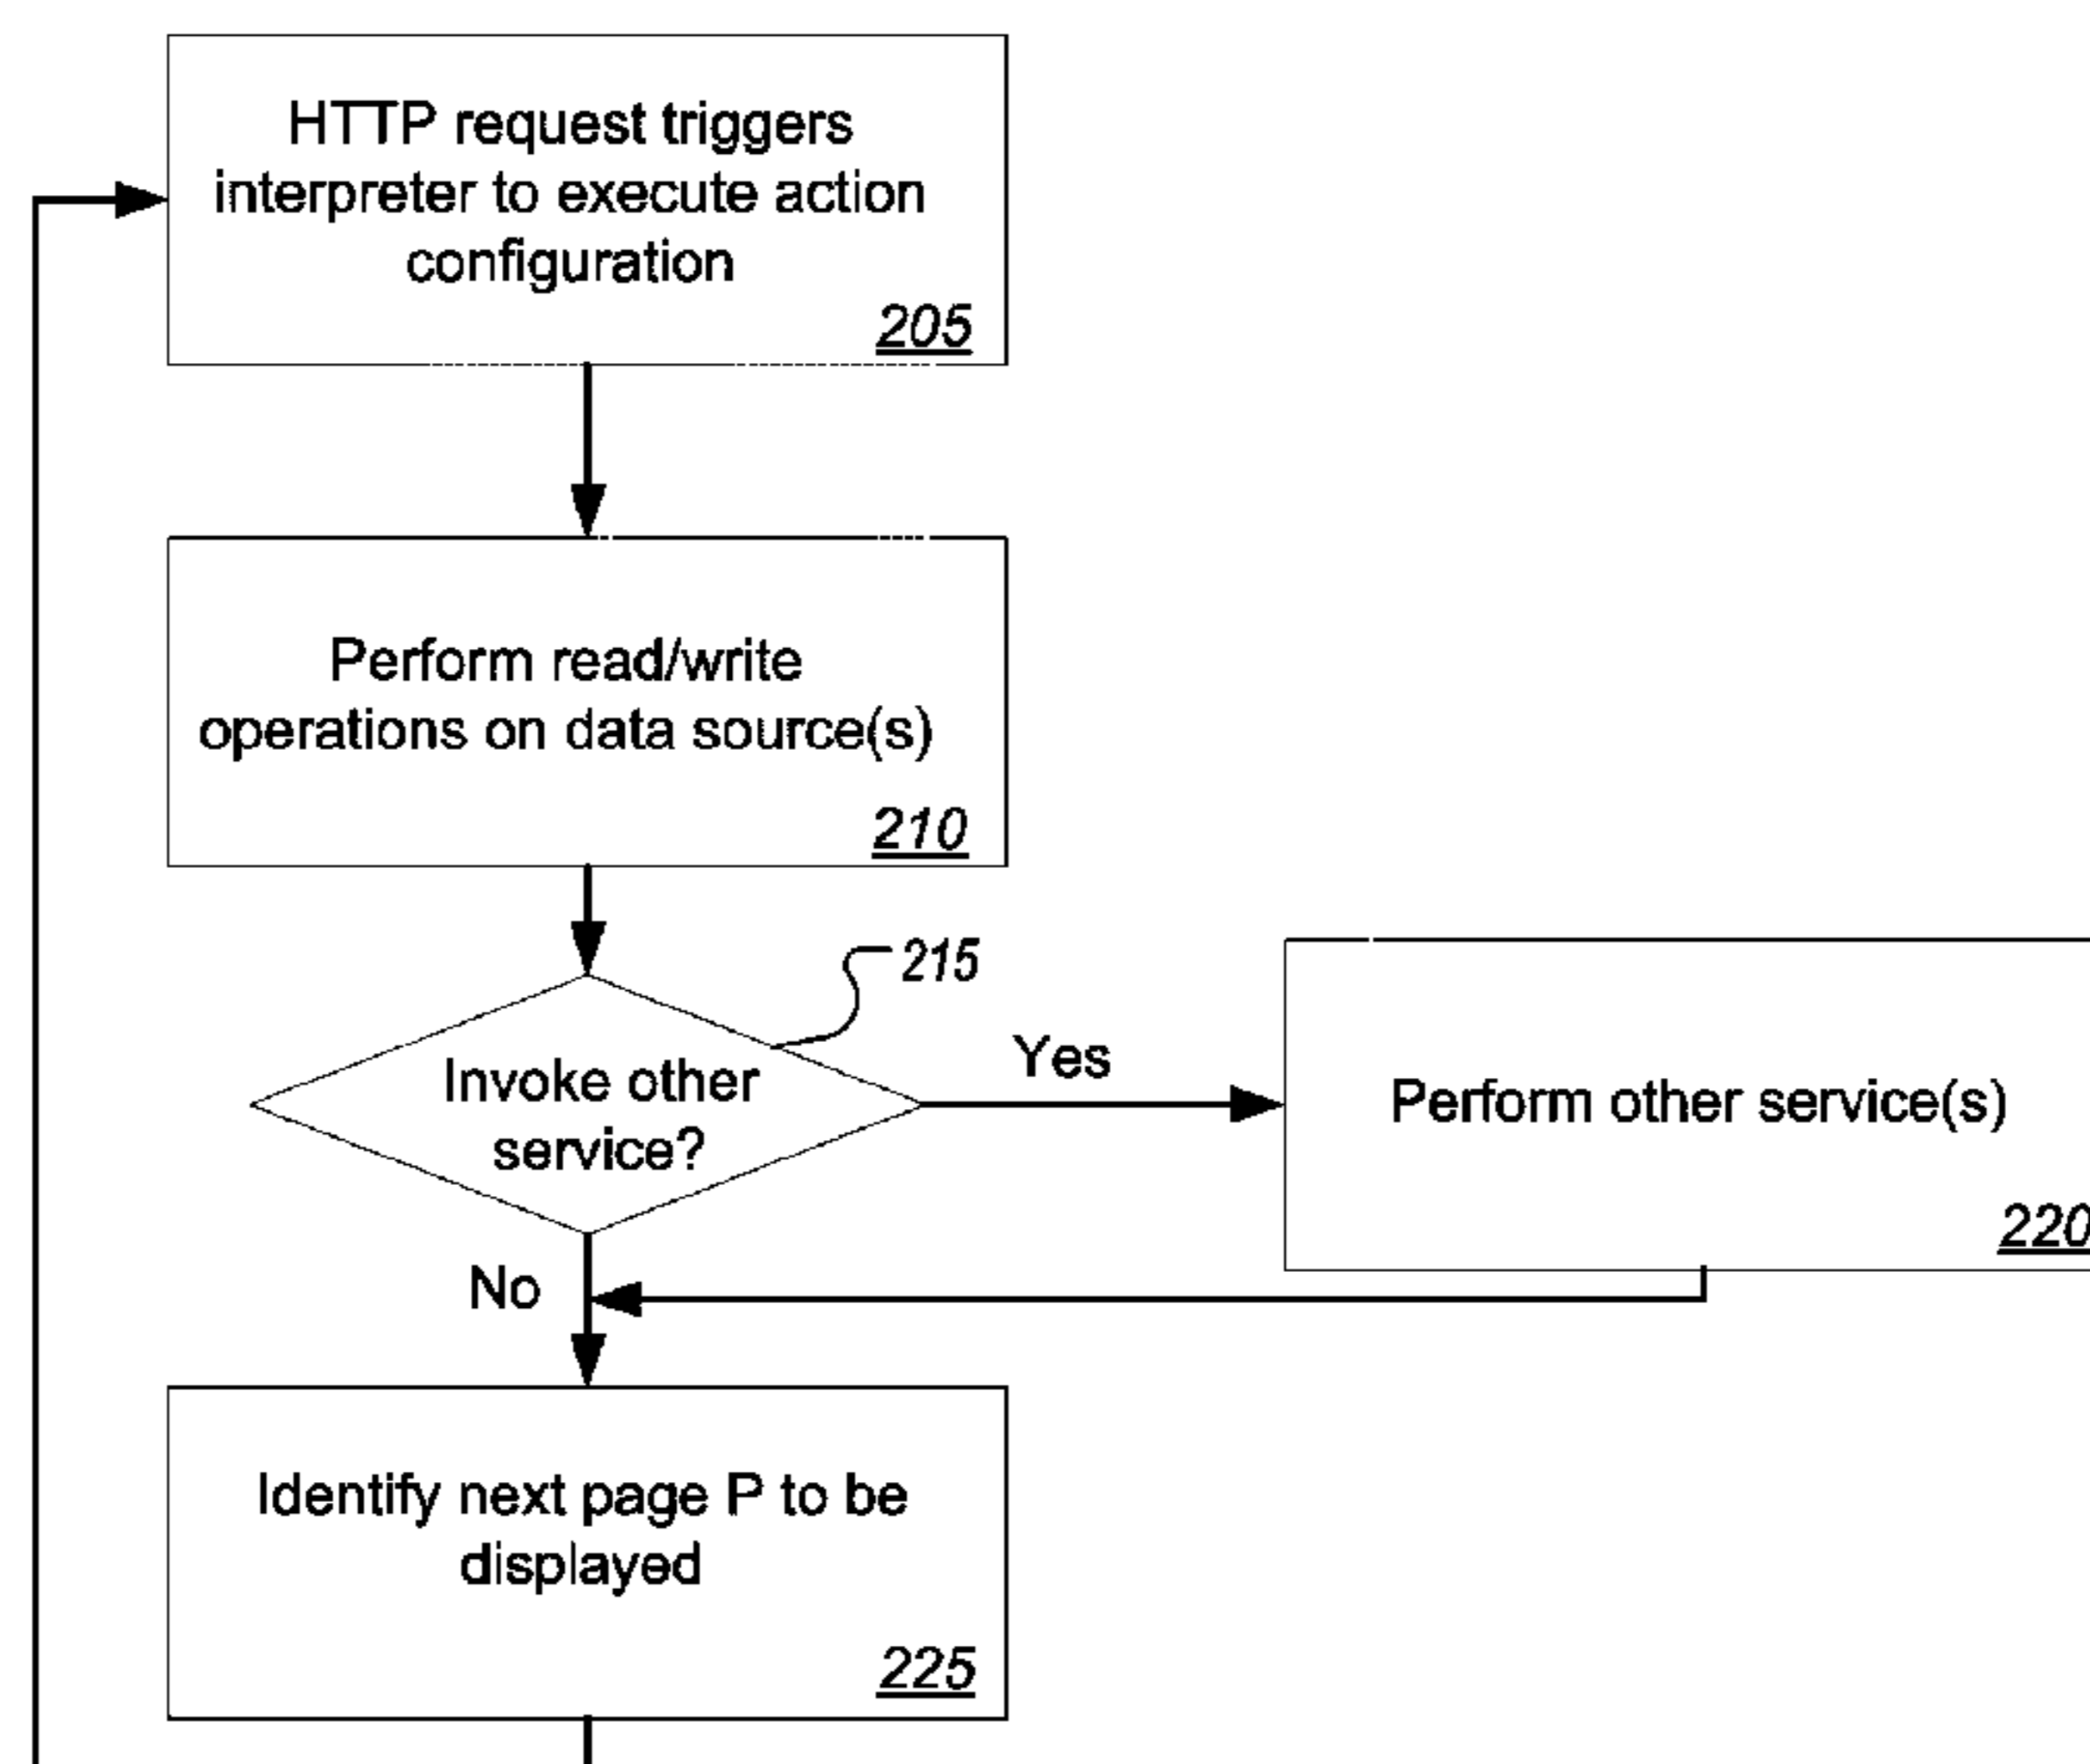 HTTP request triggers
interpreter to execute action
configuration
205
Perform read/write
operations on data source(s)
210
215
Invoke other
service?
Yes
Perform other service(s)
220
No
Identify next page P to be
displayed
225